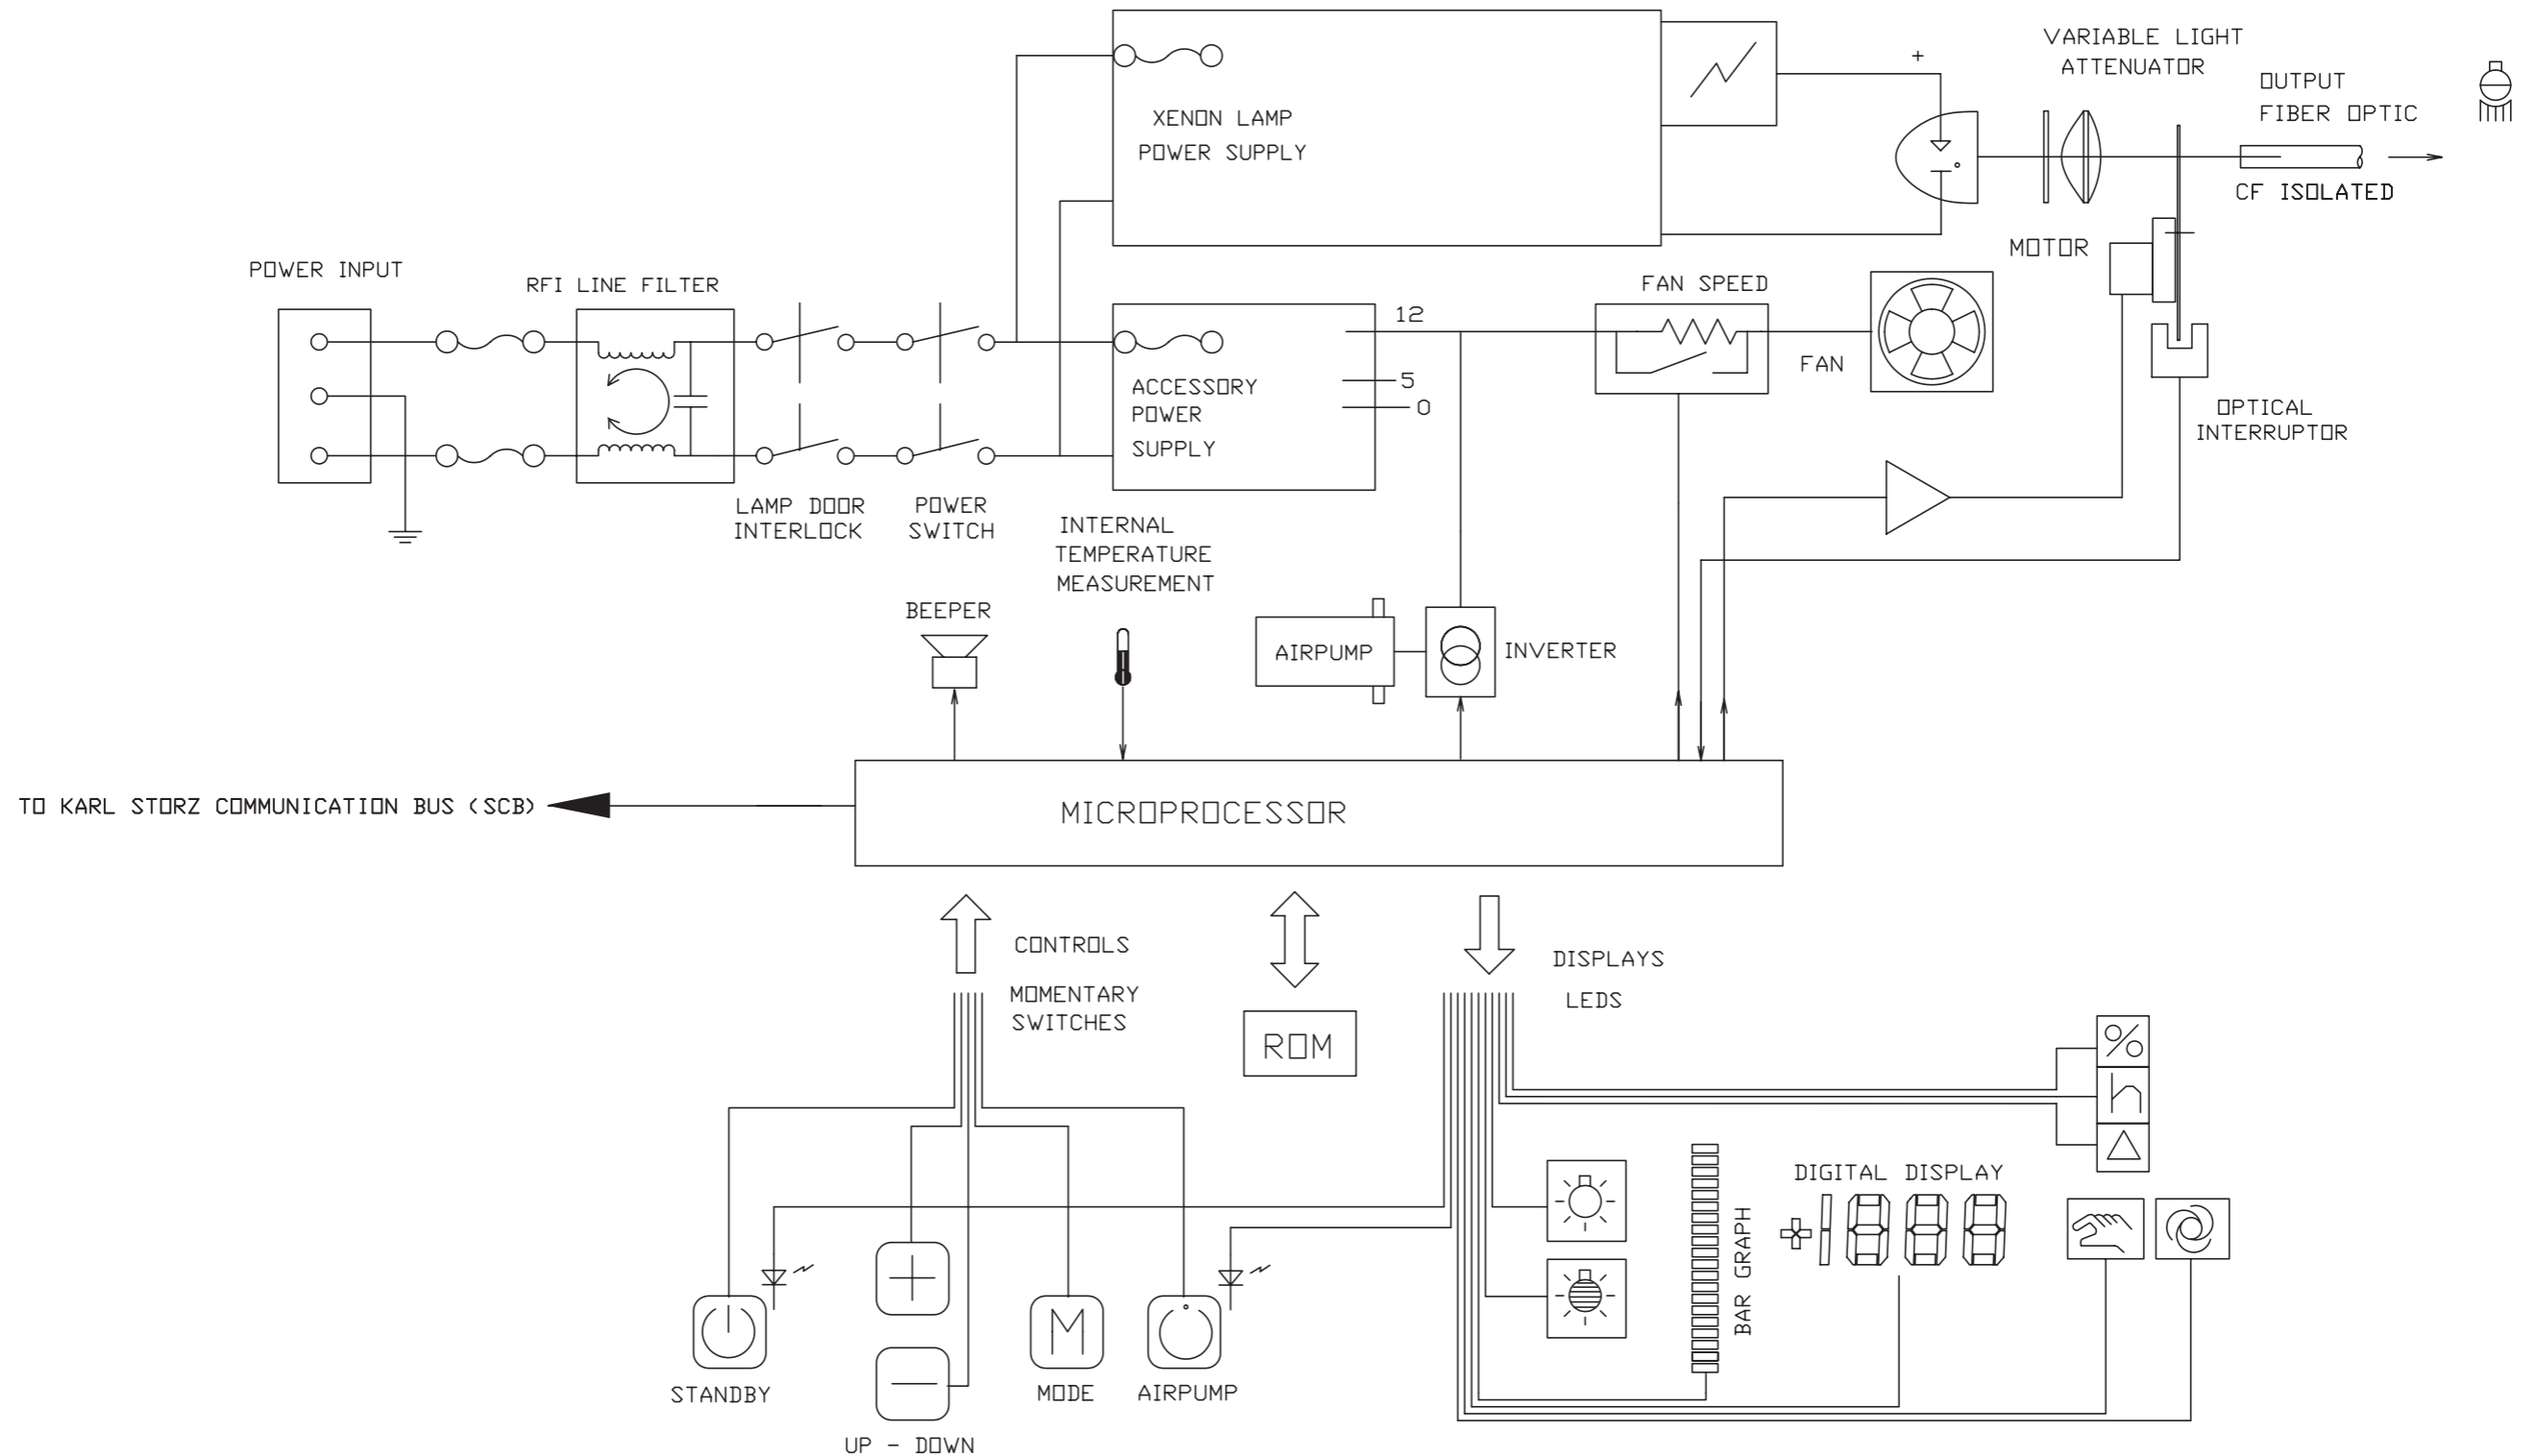 VARIABLE LIGHT
ATTENUATOR
OUTPUT
FIBER OPTIC
CF ISOLATED
+
XENON LAMP
POWER SUPPLY
MOTOR
POWER INPUT
RFI LINE FILTER
FAN SPEED
12
5
0
FAN
ACCESSORY
POWER
SUPPLY
OPTICAL
INTERRUPTOR
LAMP DOOR
INTERLOCK
POWER
SWITCH
INTERNAL
TEMPERATURE
MEASUREMENT
BEEPER
AIRPUMP
INVERTER
TO KARL STORZ COMMUNICATION BUS (SCB)
MICROPROCESSOR
CONTROLS
MOMENTARY
SWITCHES
ROM
DISPLAYS
LEDS
%
h
DIGITAL DISPLAY
+1888
BAR GRAPH
+
M
STANDBY
−
MODE
AIRPUMP
UP - DOWN